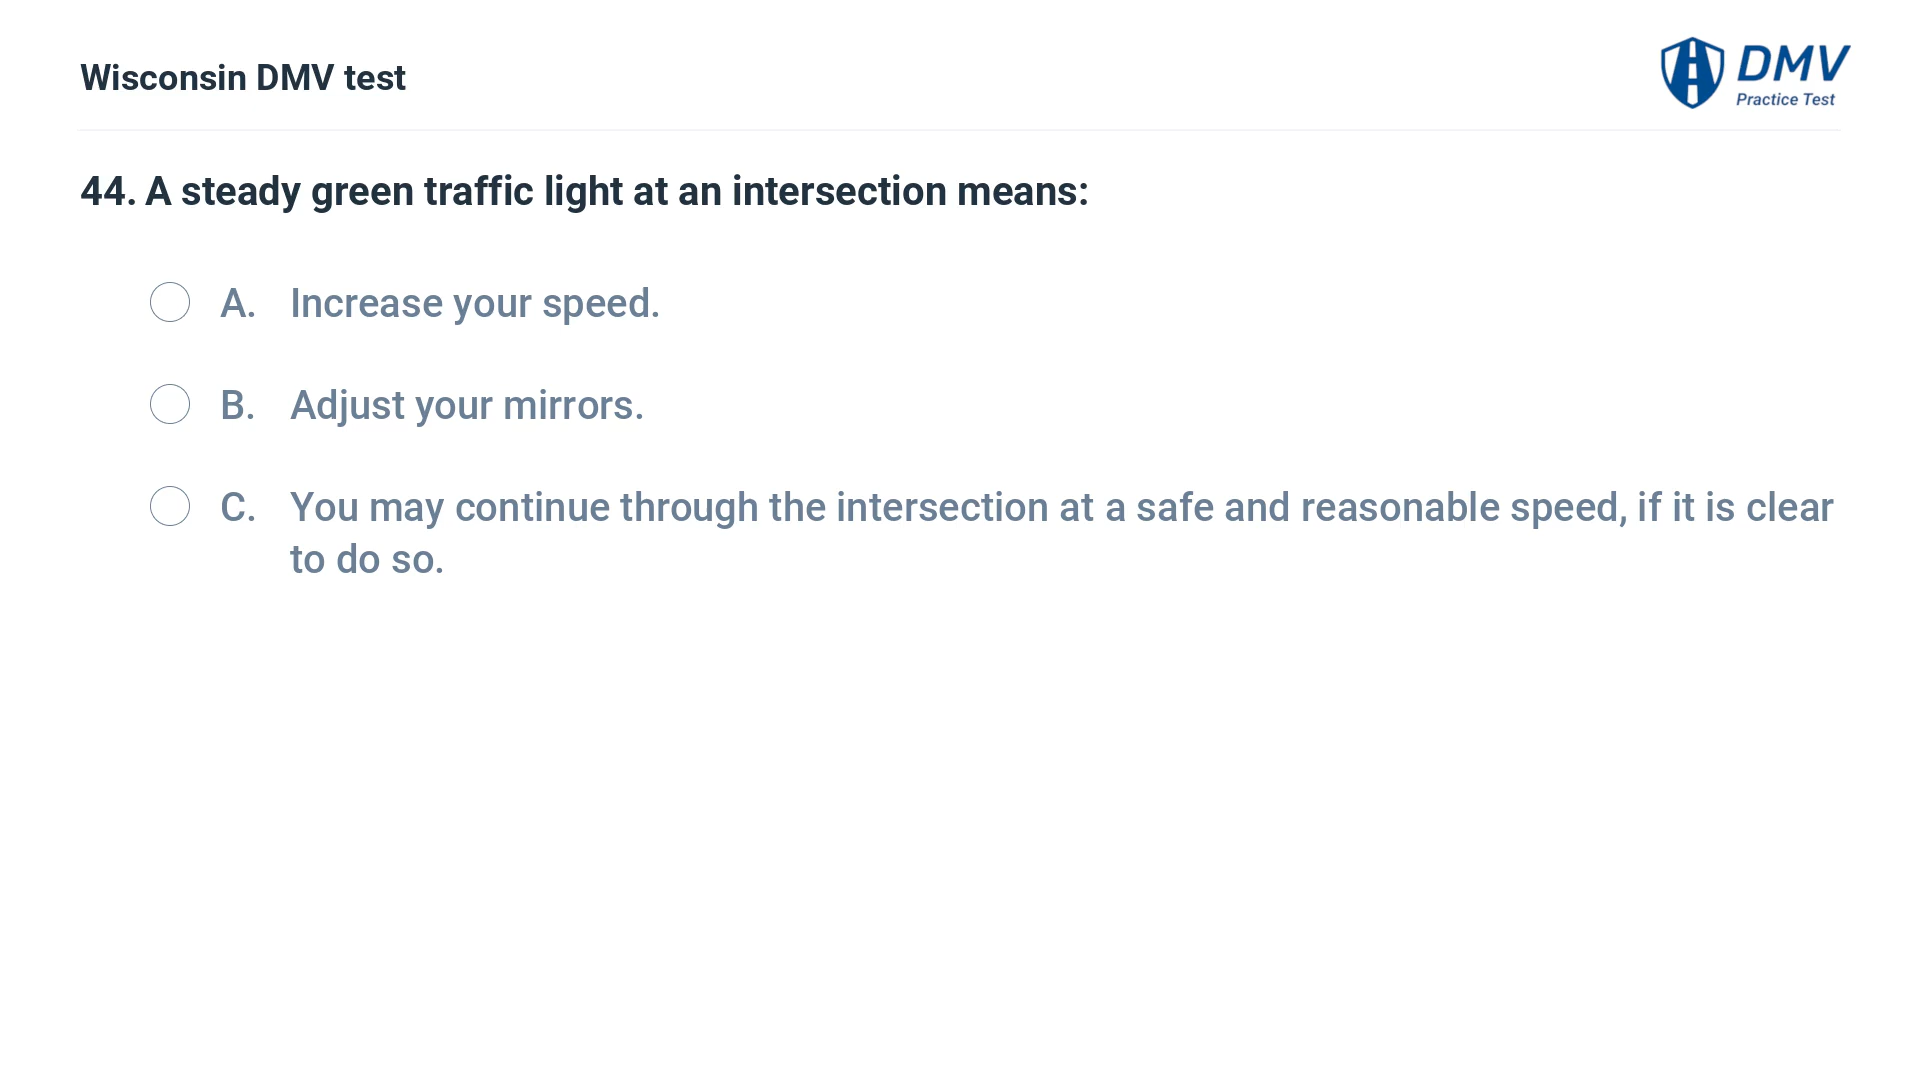 Wisconsin DMV test
DMV
Practice Test
44. A steady green traffic light at an intersection means:
A. Increase your speed.
B. Adjust your mirrors.
C. You may continue through the intersection at a safe and reasonable speed, if it is clear
to do so.